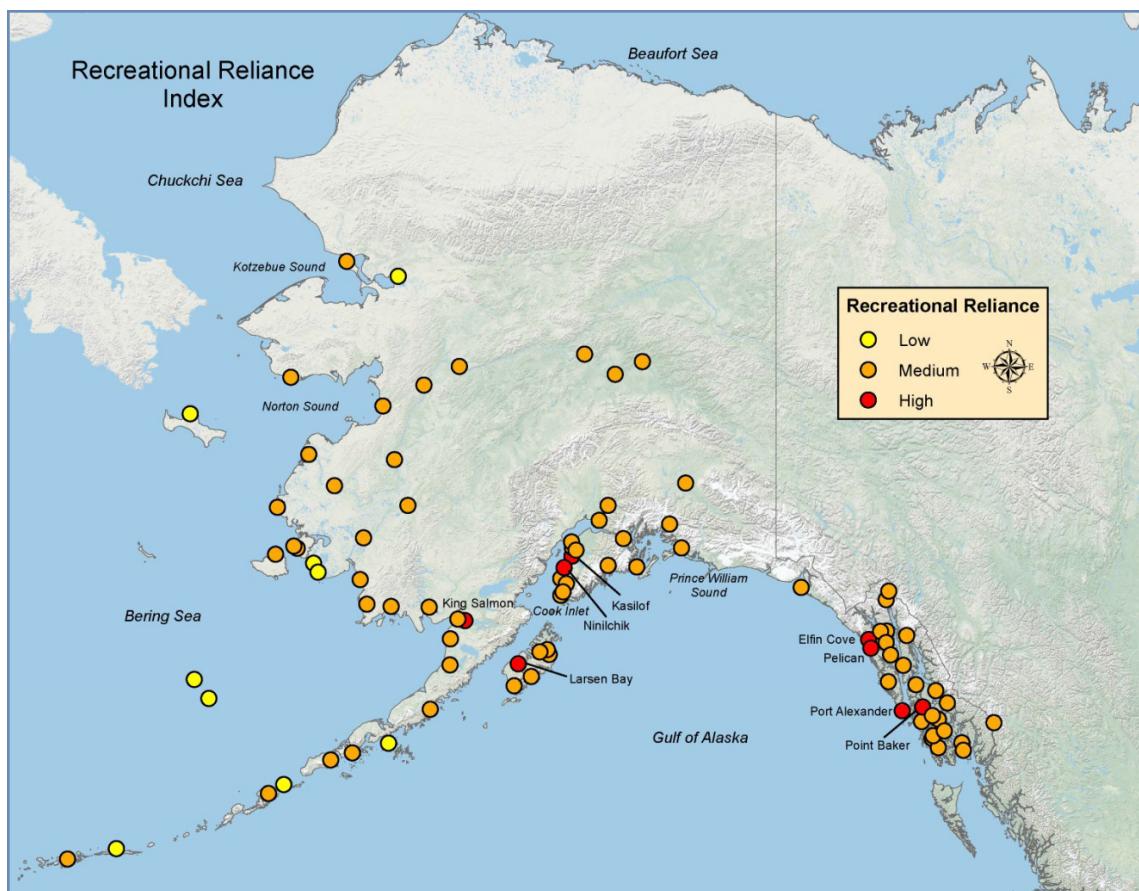 Recreational Reliance
Index
Beaufort Sea
Chuckchi Sea
Kotzebue Sound
Norton Sound
Bering Sea
King Salmon
Cook Inlet
Kasilof
Ninilchik
Prince William
Sound
Larsen Bay
Gulf of Alaska
Elfin Cove
Pelican
Port Alexander
Point Baker
Recreational Reliance
Low
Medium
High
N
W
E
S